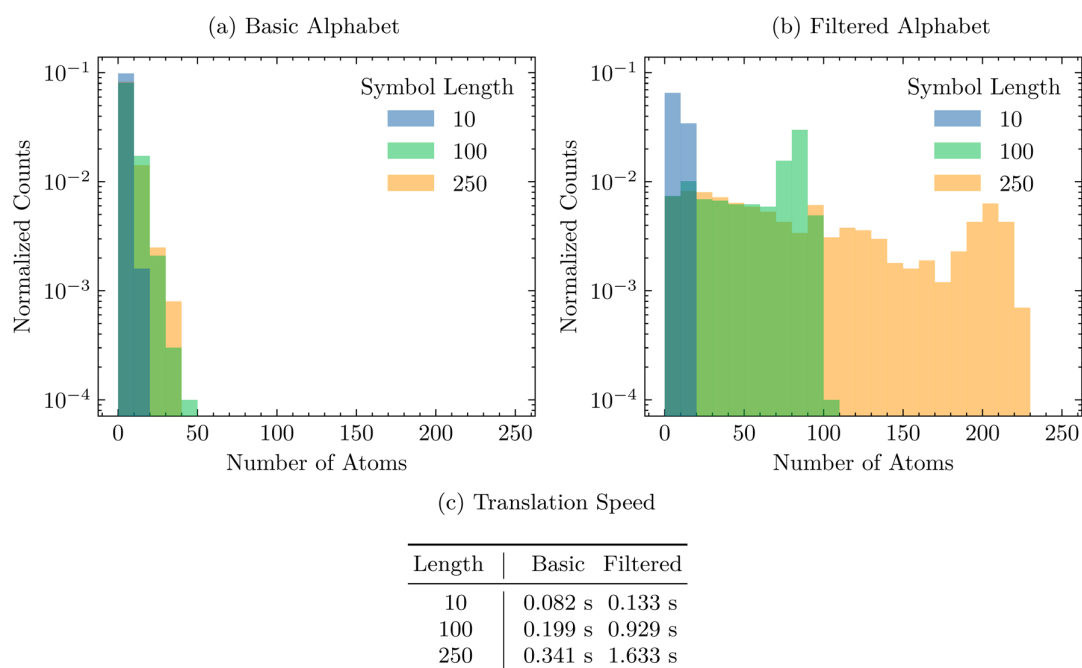 (a) Basic Alphabet
10⁻¹
10⁻²
10⁻³
10⁻⁴
Normalized Counts
Symbol Length
10
100
250
0 50 100 150 200 250
Number of Atoms
(b) Filtered Alphabet
10⁻¹
10⁻²
10⁻³
10⁻⁴
Normalized Counts
Symbol Length
10
100
250
0 50 100 150 200 250
Number of Atoms
(c) Translation Speed
Length Basic Filtered
10 0.082 s 0.133 s
100 0.199 s 0.929 s
250 0.341 s 1.633 s